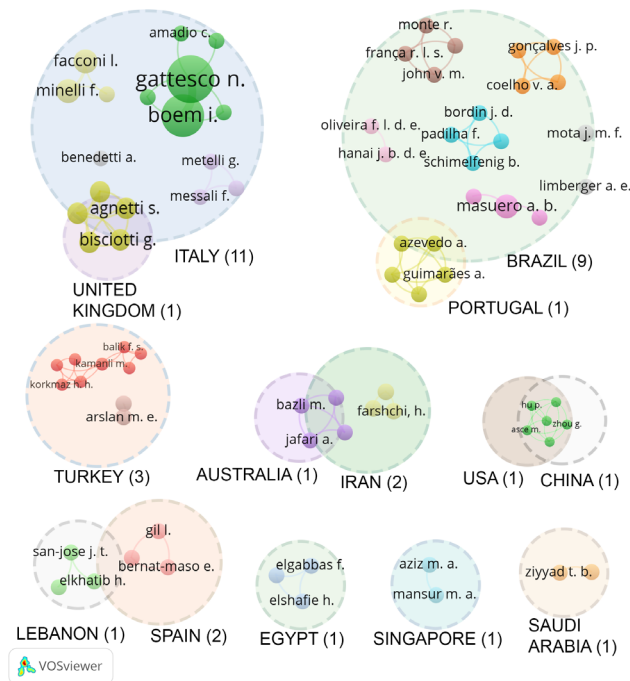 amadio c.
facconi l.
gattesco n.
minelli f.
boem i.
benedetti a.
metelli g.
messali f.
agnetti s.
bisciotti g.
ITALY (11)
UNITED
KINGDOM (1)
monte r.
frança r. l. s.
john v. m.
gonçalves j. p.
coelho v. a.
bordin j. d.
oliveira f. l. d. e.
padilha f.
mota j. m. f.
hanai j. b. d. e.
schimelfenig b.
limberger a. e.
masuero a. b.
azevedo a.
guimarães a.
BRAZIL (9)
PORTUGAL (1)
balik f. s.
kamanli m.
korkmaz h. h.
arslan m. e.
TURKEY (3)
bazli m.
jafari a.
farshchi, h.
AUSTRALIA (1)
IRAN (2)
hu p.
zhou g.
asce m.
USA (1)
CHINA (1)
san-jose j. t.
elkhatib h.
gil l.
bernat-maso e.
LEBANON (1)
SPAIN (2)
elgabbas f.
elshafie h.
EGYPT (1)
aziz m. a.
mansur m. a.
SINGAPORE (1)
ziyyad t. b.
SAUDI
ARABIA (1)
VOSviewer